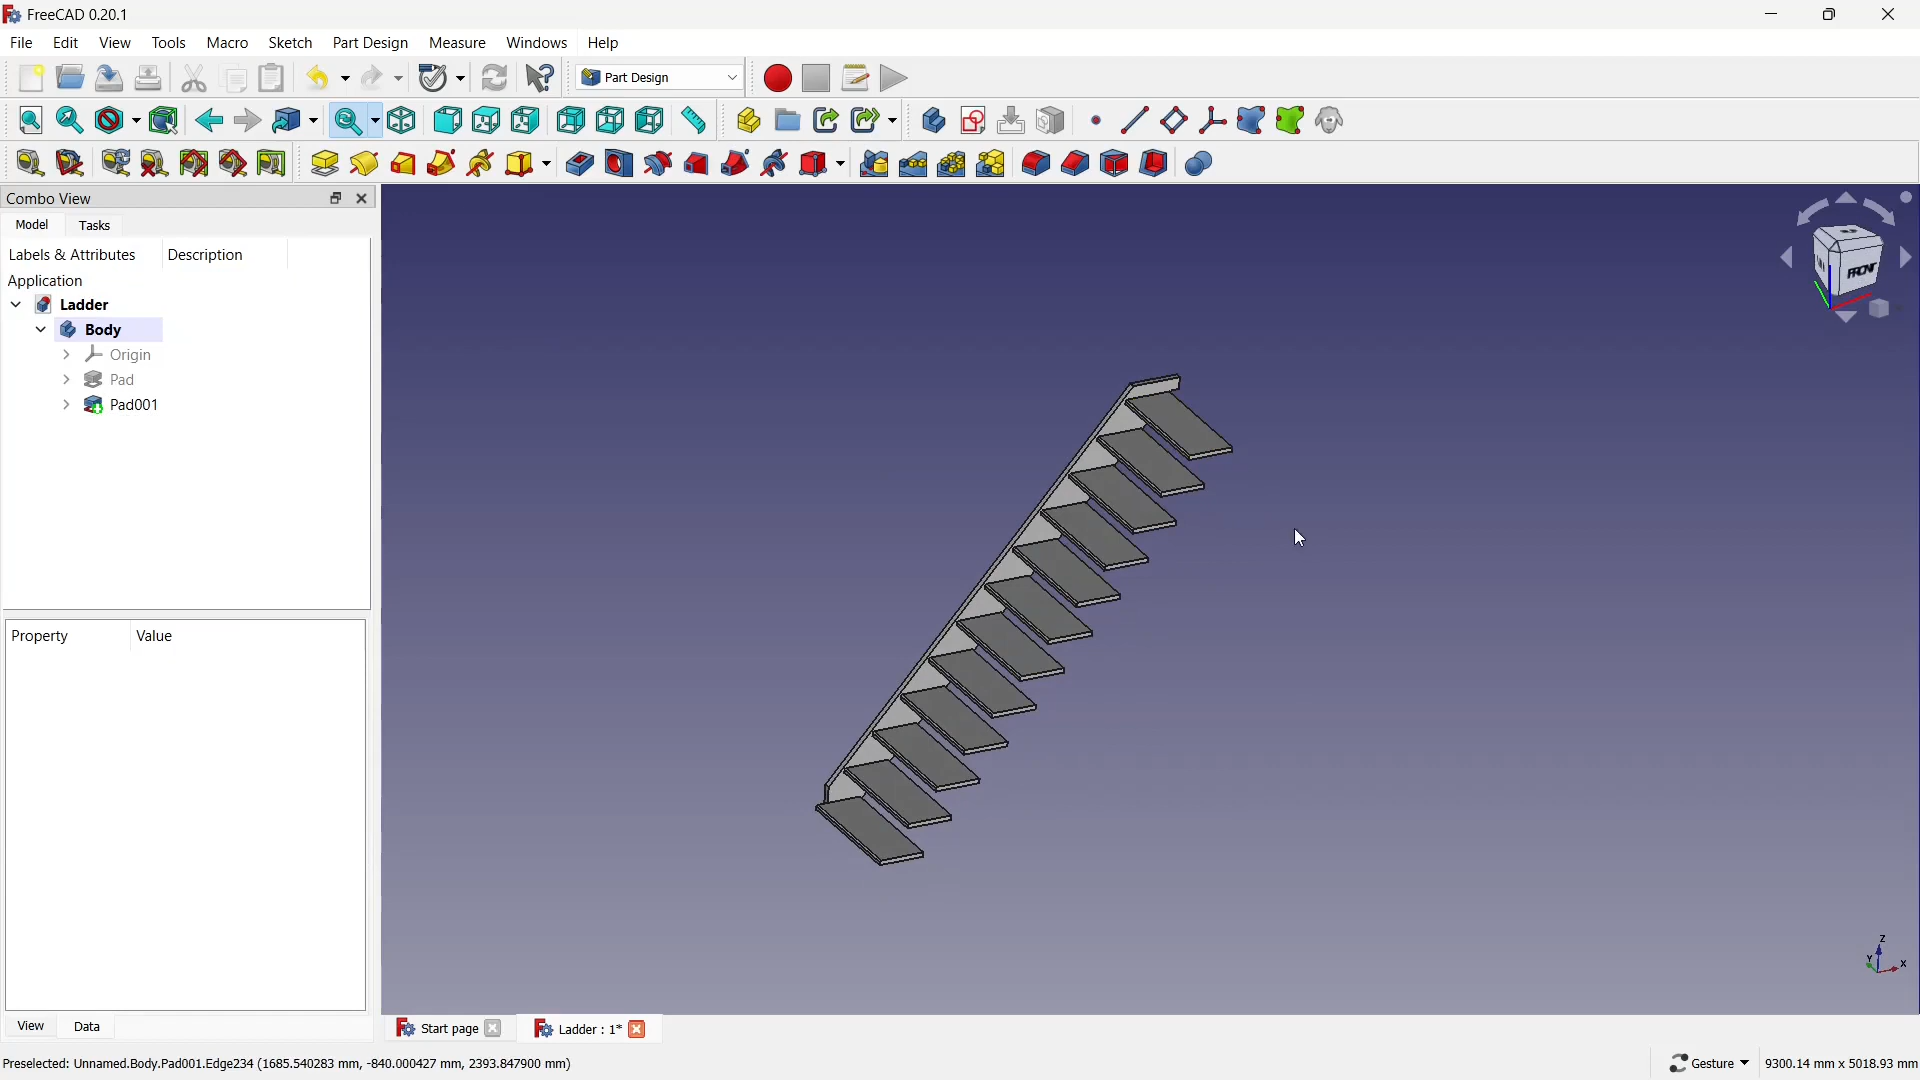 FreeCAD 0.20.1
File Edit View Tools Macro Sketch Part Design Measure Windows Help
Part Design
Combo View
Model Tasks
Labels & Attributes Description
Application
Ladder
Body
Origin
Pad
Pad001
FRONT
Property Value
Z
Y X
View Data
Start page Ladder : 1*
Preselected: Unnamed.Body.Pad001.Edge234 (1685.540283 mm, -840.000427 mm, 2393.847900 mm) Gesture 9300.14 mm x 5018.93 mm